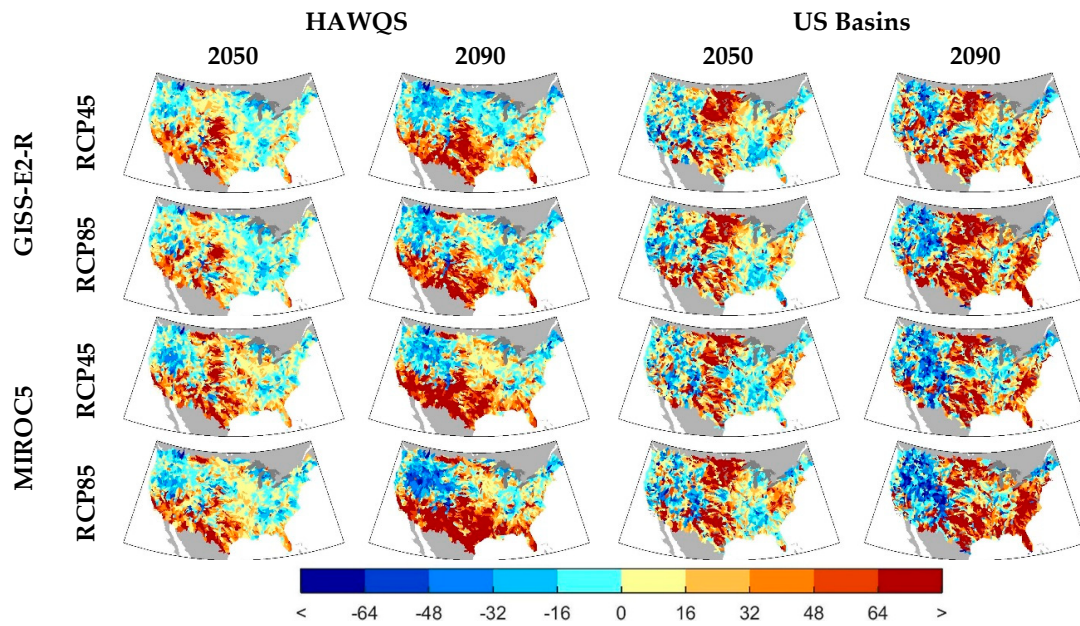 HAWQS US Basins
2050 2090 2050 2090
GISS-E2-R
RCP45
RCP85
MIROC5
RCP45
RCP85
< -64 -48 -32 -16 0 16 32 48 64 >